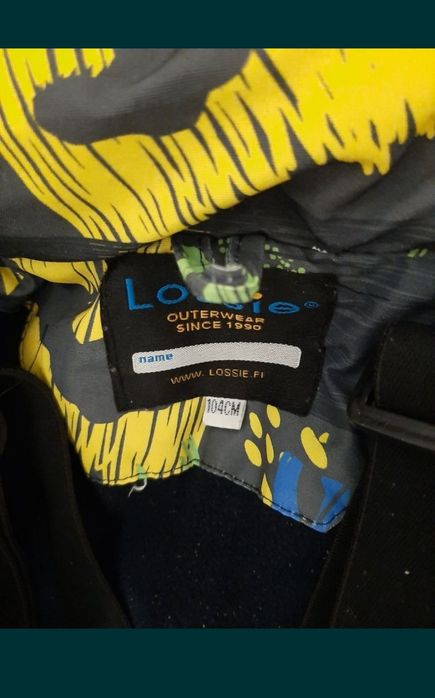 Lossie®
OUTERWEAR
SINCE 1990
name
www. LOSSIE.FI
104CM